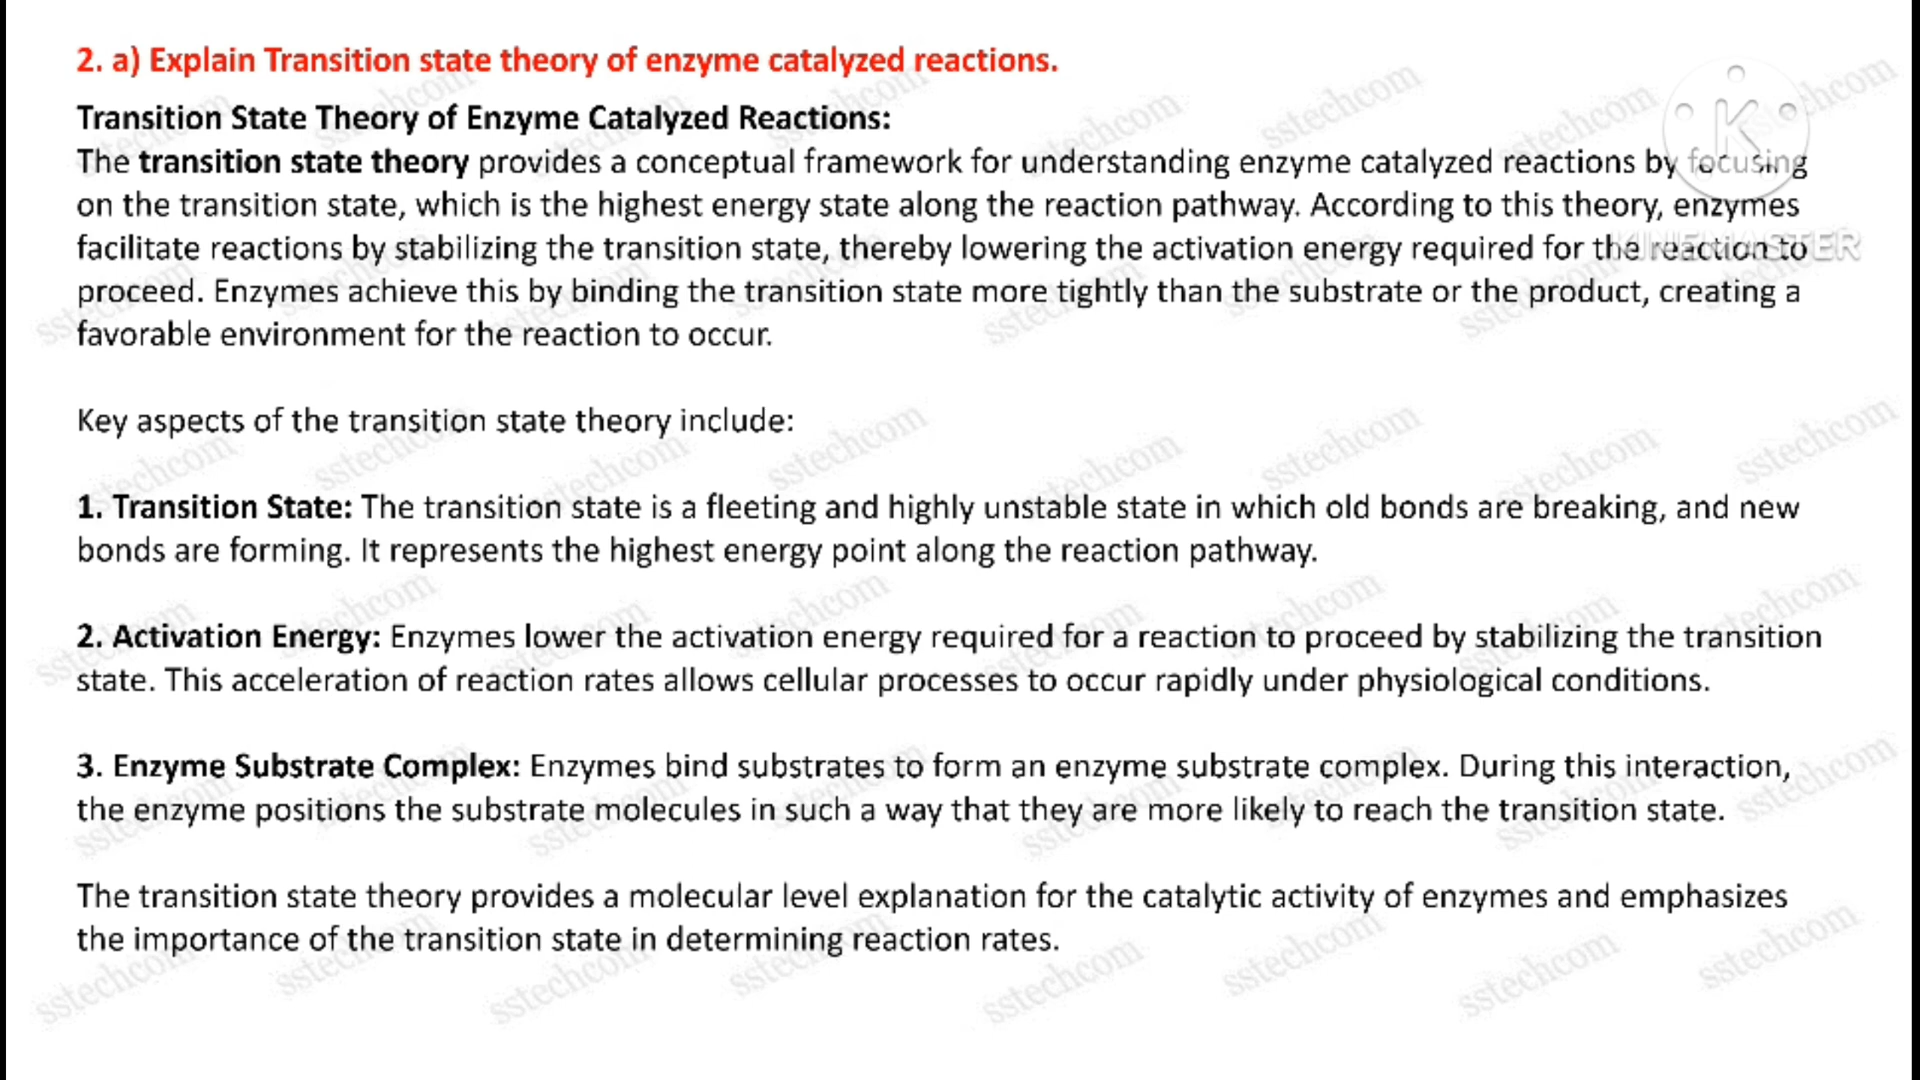 2. a) Explain Transition state theory of enzyme catalyzed reactions.
Transition State Theory of Enzyme Catalyzed Reactions:
The transition state theory provides a conceptual framework for understanding enzyme catalyzed reactions by focusing
on the transition state, which is the highest energy state along the reaction pathway. According to this theory, enzymes
facilitate reactions by stabilizing the transition state, thereby lowering the activation energy required for the reaction to
proceed. Enzymes achieve this by binding the transition state more tightly than the substrate or the product, creating a
favorable environment for the reaction to occur.
Key aspects of the transition state theory include:
1. Transition State: The transition state is a fleeting and highly unstable state in which old bonds are breaking, and new
bonds are forming. It represents the highest energy point along the reaction pathway.
2. Activation Energy: Enzymes lower the activation energy required for a reaction to proceed by stabilizing the transition
state. This acceleration of reaction rates allows cellular processes to occur rapidly under physiological conditions.
3. Enzyme Substrate Complex: Enzymes bind substrates to form an enzyme substrate complex. During this interaction,
the enzyme positions the substrate molecules in such a way that they are more likely to reach the transition state.
The transition state theory provides a molecular level explanation for the catalytic activity of enzymes and emphasizes
the importance of the transition state in determining reaction rates.
K
KINEMASTER
sstechcom